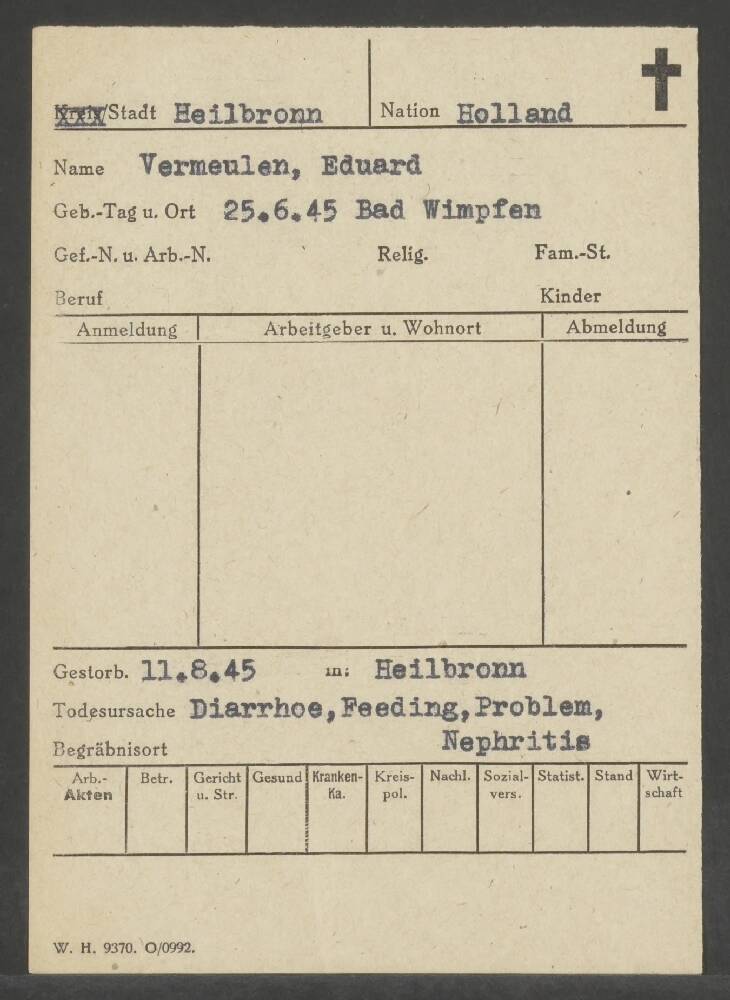 Kreis/Stadt Heilbronn Nation Holland
Name Vermeulen, Eduard
Geb.-Tag u. Ort 25.6.45 Bad Wimpfen
Gef.-N. u. Arb.-N. Relig. Fam.-St.
Beruf Kinder
Anmeldung Arbeitgeber u. Wohnort Abmeldung
Gestorb. 11.8.45 in: Heilbronn
Todesursache Diarrhoe,Feeding,Problem,
Nephritis
Begräbnisort
Arb.-Akten Betr. Gericht u. Str. Gesund Kranken-Ka. Kreis-pol. Nachl. Sozial-vers. Statist. Stand Wirt-schaft
W. H. 9370. O/0992.